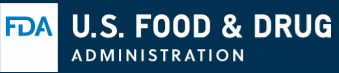 FDA
U.S. FOOD & DRUG
ADMINISTRATION